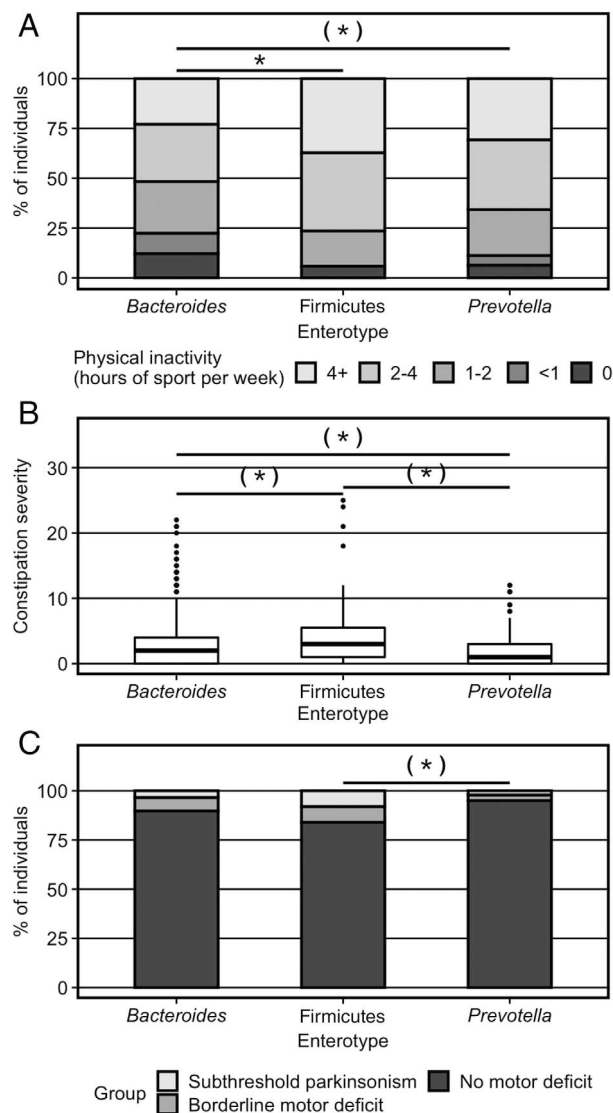 A
( * )
*
100
75
50
25
0
% of individuals
Bacteroides Firmicutes Prevotella
Enterotype
Physical inactivity
(hours of sport per week) 4+ 2-4 1-2 <1 0
B
( * )
( * ) ( * )
30
20
10
0
Constipation severity
Bacteroides Firmicutes Prevotella
Enterotype
C
( * )
100
75
50
25
0
% of individuals
Bacteroides Firmicutes Prevotella
Enterotype
Group Subthreshold parkinsonism No motor deficit
Borderline motor deficit